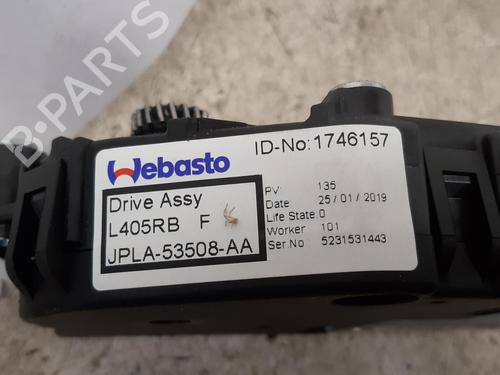 B-PARTS
Webasto
ID-No:1746157
Drive Assy
L405RB F
JPLA-53508-AA
PV: 135
Date 25/01/2019
Life State 0
Worker 101
Ser.No 5231531443